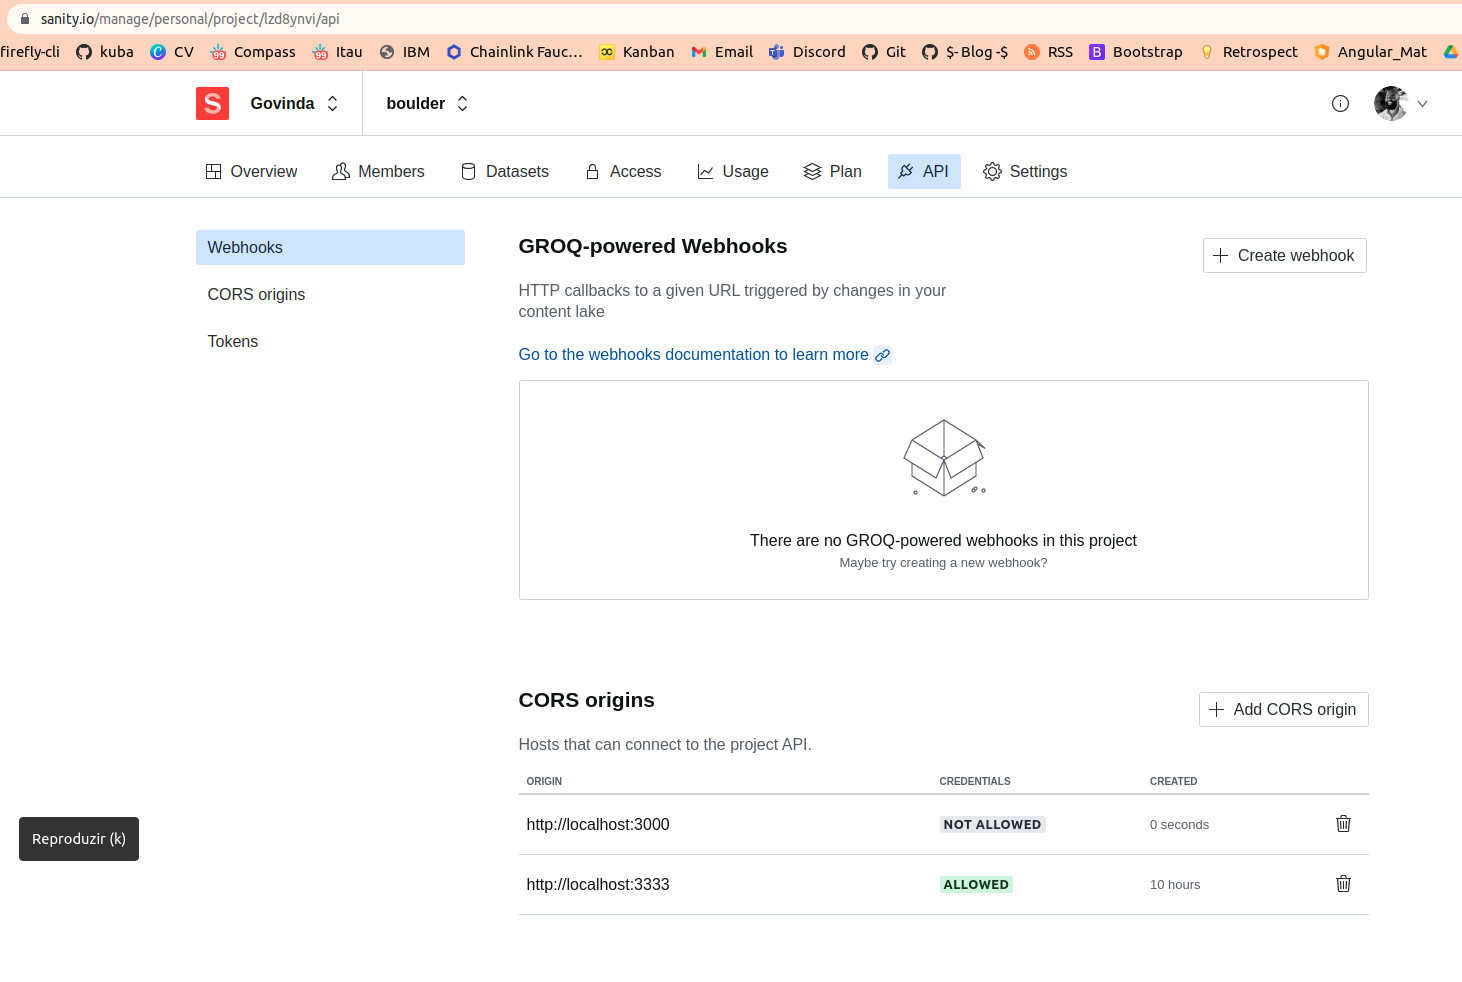 sanity.io/manage/personal/project/lzd8ynvi/api
firefly-cli kuba CV Compass Itau IBM Chainlink Fauc... Kanban Email Discord Git $- Blog -$ RSS Bootstrap Retrospect Angular_Mat
S Govinda boulder
Overview Members Datasets Access Usage Plan API Settings
Webhooks
CORS origins
Tokens
GROQ-powered Webhooks
Create webhook
HTTP callbacks to a given URL triggered by changes in your
content lake
Go to the webhooks documentation to learn more
There are no GROQ-powered webhooks in this project
Maybe try creating a new webhook?
CORS origins
Add CORS origin
Hosts that can connect to the project API.
ORIGIN CREDENTIALS CREATED
http://localhost:3000 NOT ALLOWED 0 seconds
http://localhost:3333 ALLOWED 10 hours
Reproduzir (k)